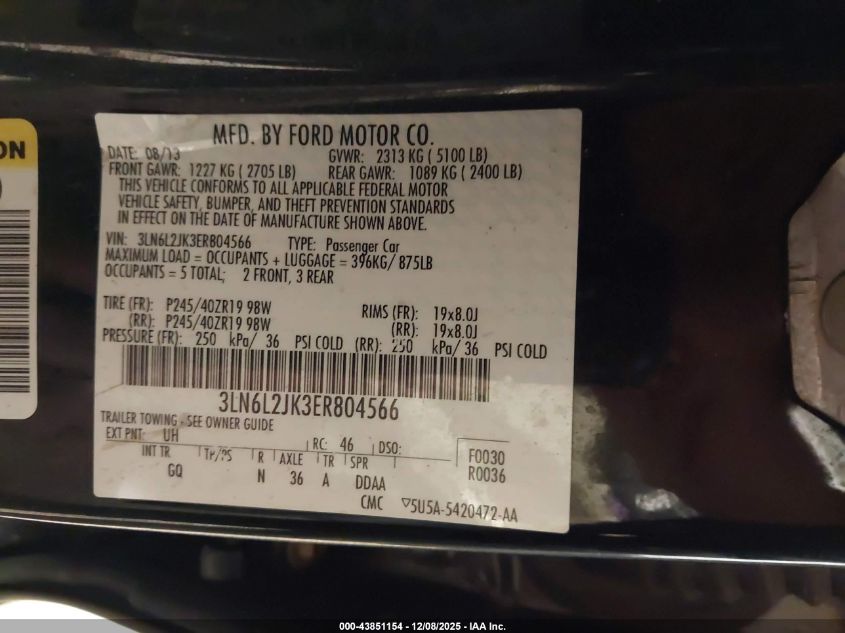 ON
MFD. BY FORD MOTOR CO.
DATE: 08/13 GVWR: 2313 KG ( 5100 LB)
FRONT GAWR: 1227 KG ( 2705 LB) REAR GAWR: 1089 KG ( 2400 LB)
THIS VEHICLE CONFORMS TO ALL APPLICABLE FEDERAL MOTOR
VEHICLE SAFETY, BUMPER, AND THEFT PREVENTION STANDARDS
IN EFFECT ON THE DATE OF MANUFACTURE SHOWN ABOVE.
VIN: 3LN6L2JK3ER804566 TYPE: Passenger Car
MAXIMUM LOAD = OCCUPANTS + LUGGAGE = 396KG/ 875LB
OCCUPANTS = 5 TOTAL; 2 FRONT, 3 REAR
TIRE (FR): P245/40ZR19 98W RIMS (FR): 19x8.0J
(RR): P245/40ZR19 98W (RR): 19x8.0J
PRESSURE (FR): 250 kPa/ 36 PSI COLD (RR): 250 kPa/ 36 PSI COLD
3LN6L2JK3ER804566
TRAILER TOWING - SEE OWNER GUIDE
EXT PNT: UH RC: 46 DSO: F0030
INT TR TP/PS R AXLE TR SPR R0036
GQ N 36 A DDAA
CMC ▽5U5A-5420472-AA
000-43851154 - 12/08/2025 - IAA Inc.